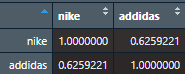 nike addidas
nike 1.0000000 0.6259221
addidas 0.6259221 1.0000000